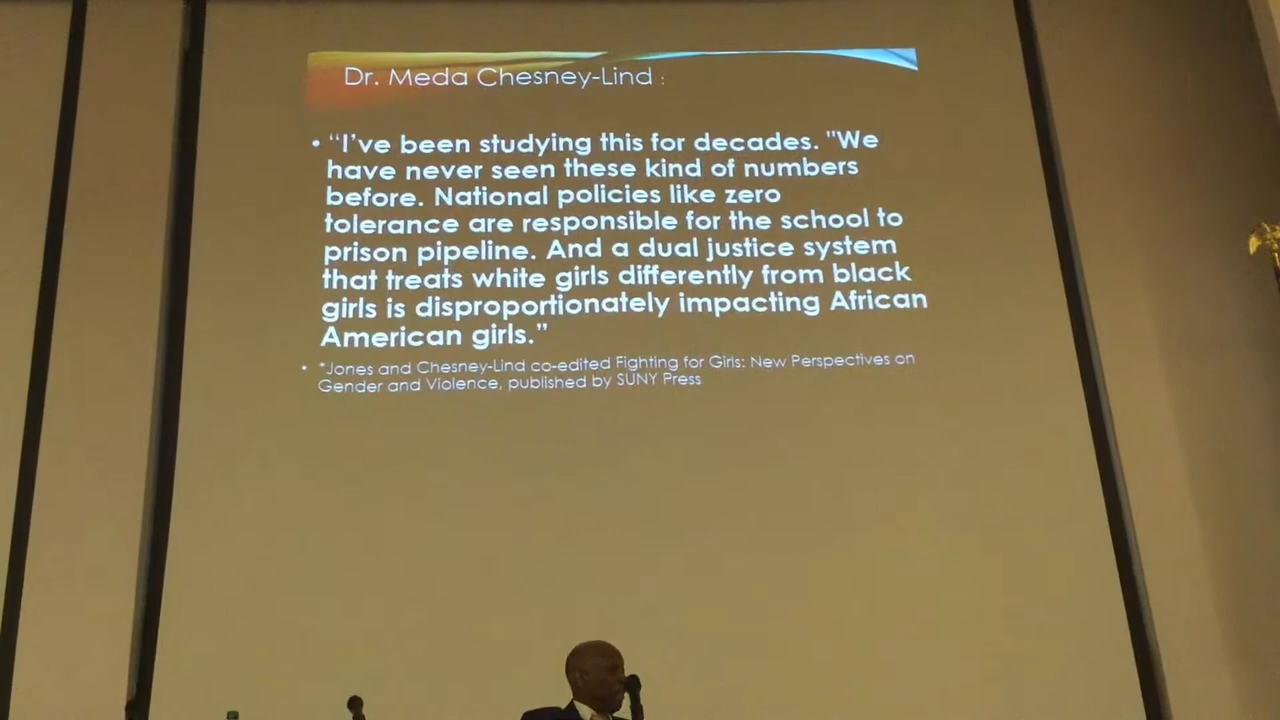 Dr. Meda Chesney-Lind :
• “I’ve been studying this for decades. "We
have never seen these kind of numbers
before. National policies like zero
tolerance are responsible for the school to
prison pipeline. And a dual justice system
that treats white girls differently from black
girls is disproportionately impacting African
American girls.”
• *Jones and Chesney-Lind co-edited Fighting for Girls: New Perspectives on
Gender and Violence, published by SUNY Press